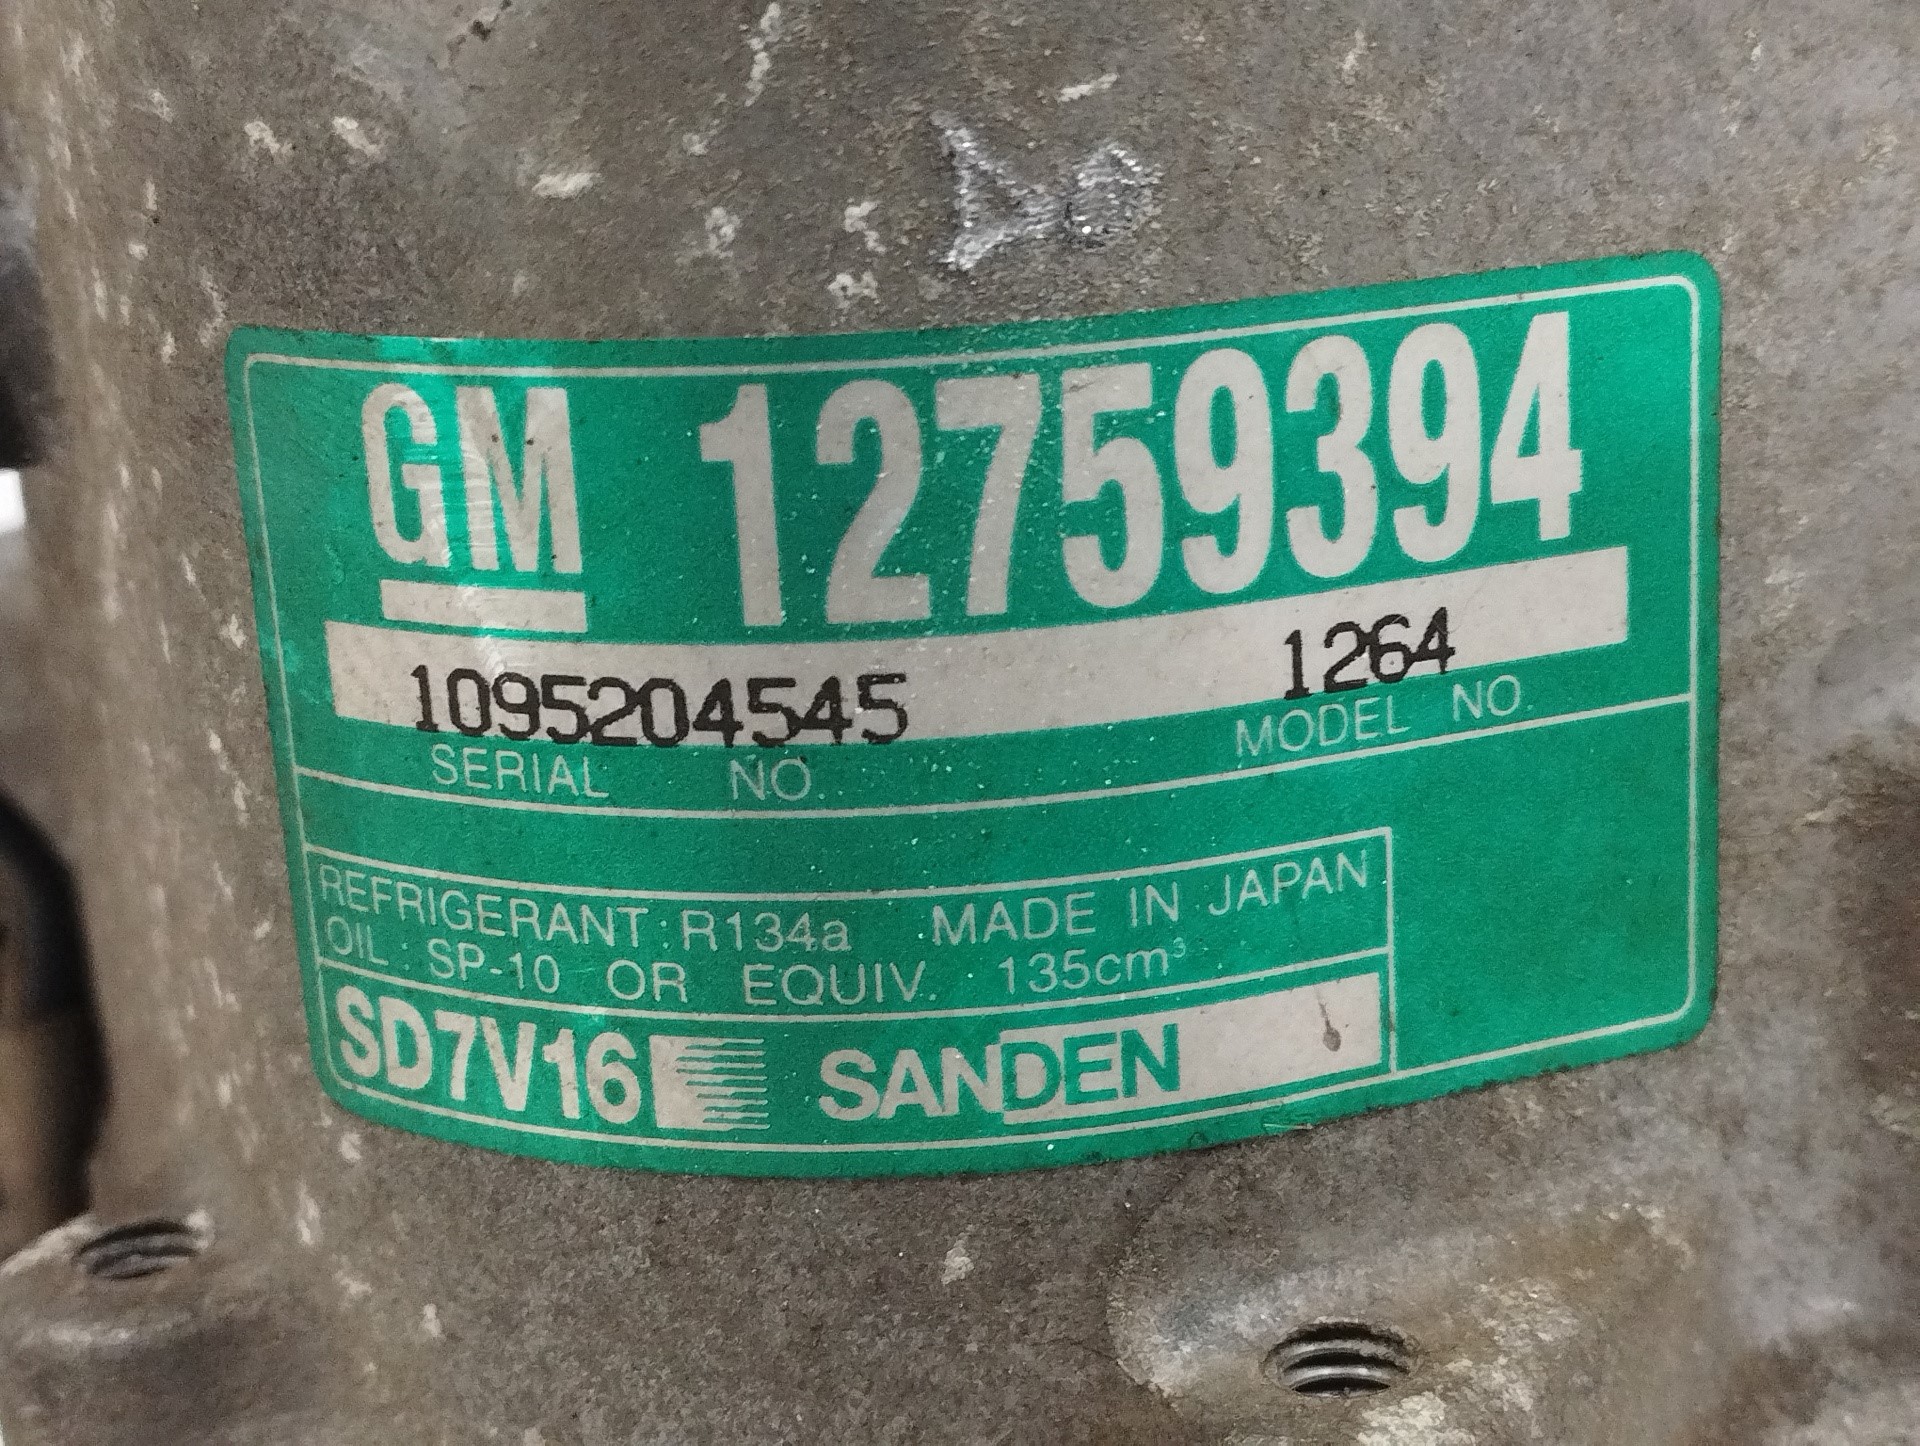 GM 12759394
1095204545 1264
SERIAL NO. MODEL NO.
REFRIGERANT : R134a MADE IN JAPAN
OIL : SP-10 OR EQUIV. 135cm³
SD7V16 SANDEN